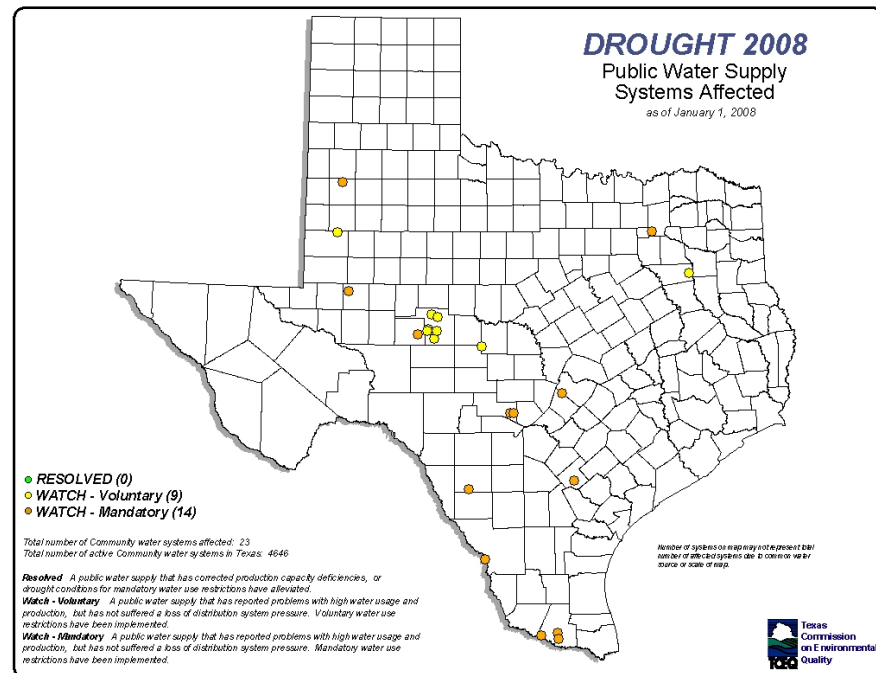 DROUGHT 2008
Public Water Supply
Systems Affected
as of January 1, 2008
RESOLVED (0)
WATCH - Voluntary (9)
WATCH - Mandatory (14)
Total number of Community water systems affected: 23
Total number of active Community water systems in Texas: 4646
Resolved A public water supply that has corrected production capacity deficiencies, or
drought conditions for mandatory water use restrictions have alleviated.
Watch - Voluntary A public water supply that has reported problems with high water usage and
production, but has not suffered a loss of distribution system pressure. Voluntary water use
restrictions have been implemented.
Watch - Mandatory A public water supply that has reported problems with high water usage and
production, but has not suffered a loss of distribution system pressure. Mandatory water use
restrictions have been implemented.
Number of systems on map may not represent total
number of affected systems due to common water
source or scale of map.
TCEQ
Texas
Commission
on Environmental
Quality